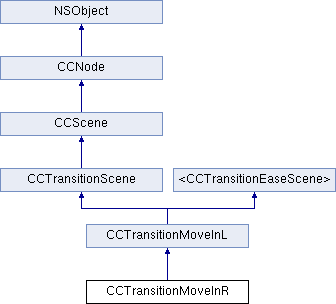 NSObject
CCNode
CCScene
CCTransitionScene
<CCTransitionEaseScene>
CCTransitionMoveInL
CCTransitionMoveInR